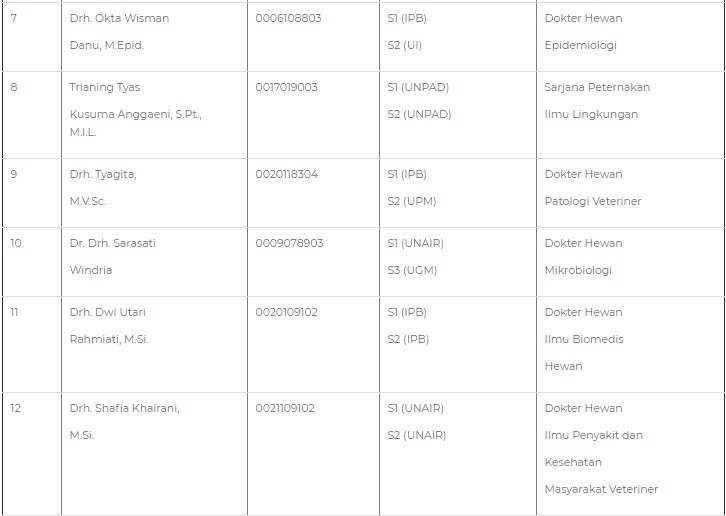 7 Drh. Okta Wisman 0006108803 S1 (IPB) Dokter Hewan
Danu, M.Epid. S2 (UI) Epidemiologi
8 Trianing Tyas 0017019003 S1 (UNPAD) Sarjana Peternakan
Kusuma Anggaeni, S.Pt., S2 (UNPAD) Ilmu Lingkungan
M.I.L.
9 Drh. Tyagita, 0020118304 S1 (IPB) Dokter Hewan
M.V.Sc. S2 (UPM) Patologi Veteriner
10 Dr. Drh. Sarasati 0009078903 S1 (UNAIR) Dokter Hewan
Windria S3 (UGM) Mikrobiologi
11 Drh. Dwi Utari 0020109102 S1 (IPB) Dokter Hewan
Rahmiati, M.Si. S2 (IPB) Ilmu Biomedis
Hewan
12 Drh. Shafia Khairani, 0021109102 S1 (UNAIR) Dokter Hewan
M.Si. S2 (UNAIR) Ilmu Penyakit dan
Kesehatan
Masyarakat Veteriner